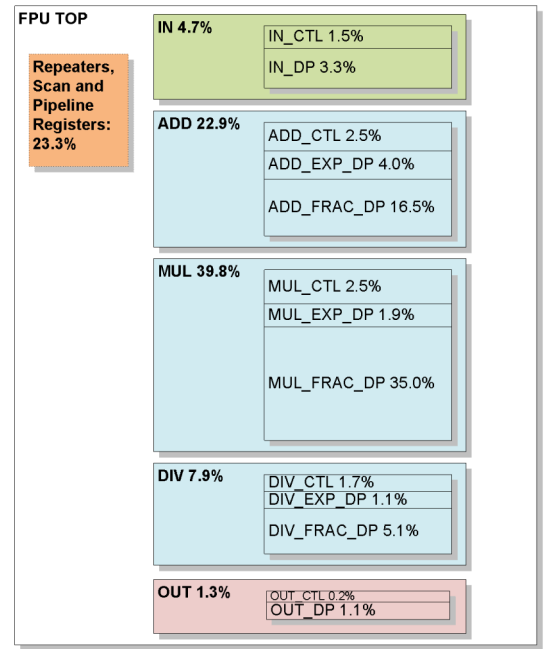 FPU TOP
Repeaters,
Scan and
Pipeline
Registers:
23.3%
IN 4.7%
IN_CTL 1.5%
IN_DP 3.3%
ADD 22.9%
ADD_CTL 2.5%
ADD_EXP_DP 4.0%
ADD_FRAC_DP 16.5%
MUL 39.8%
MUL_CTL 2.5%
MUL_EXP_DP 1.9%
MUL_FRAC_DP 35.0%
DIV 7.9%
DIV_CTL 1.7%
DIV_EXP_DP 1.1%
DIV_FRAC_DP 5.1%
OUT 1.3%
OUT_CTL 0.2%
OUT_DP 1.1%